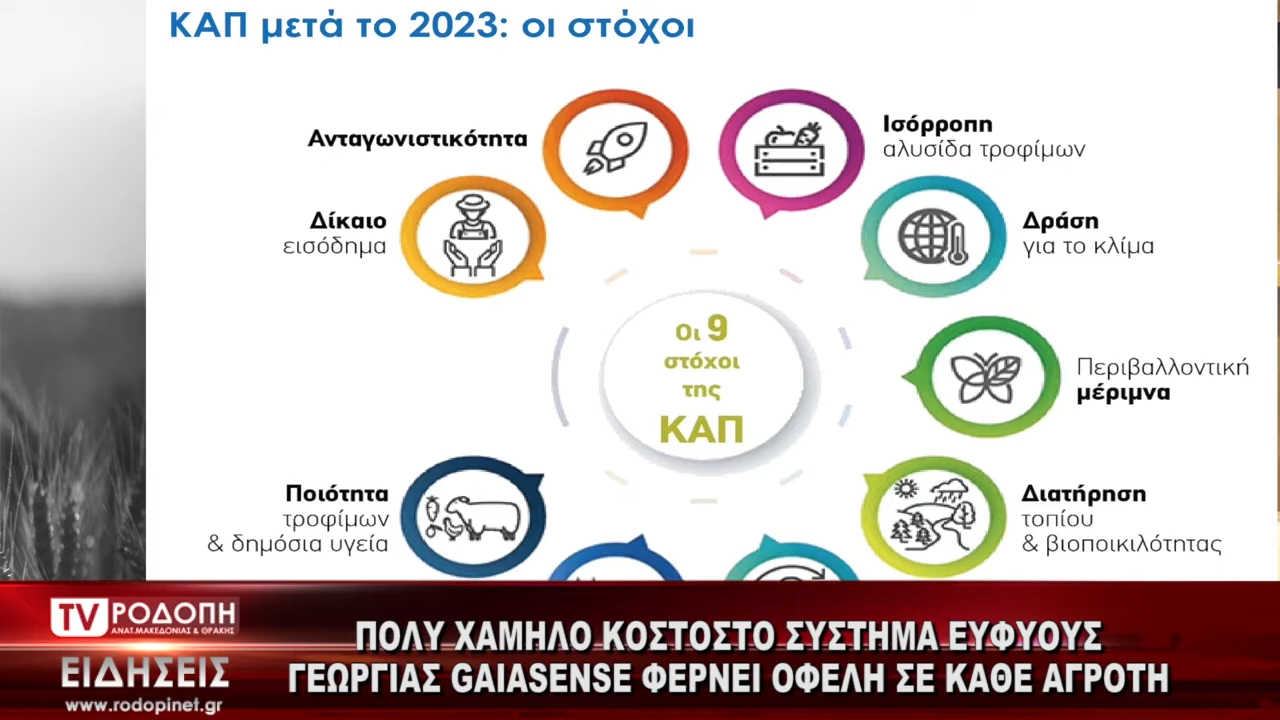 ΚΑΠ μετά το 2023: οι στόχοι
Ανταγωνιστικότητα
Ισόρροπη
αλυσίδα τροφίμων
Δίκαιο
εισόδημα
Δράση
για το κλίμα
Οι 9
στόχοι
της
ΚΑΠ
Περιβαλλοντική
μέριμνα
Ποιότητα
τροφίμων
& δημόσια υγεία
Διατήρηση
τοπίου
& βιοποικιλότητας
TV ΡΟΔΟΠΗ
ΑΝΑΤ.ΜΑΚΕΔΟΝΙΑΣ & ΘΡΑΚΗΣ
ΕΙΔΗΣΕΙΣ
www.rodopinet.gr
ΠΟΛΥ ΧΑΜΗΛΟ ΚΟΣΤΟΣΤΟ ΣΥΣΤΗΜΑ ΕΥΦΥΟΥΣ
ΓΕΩΡΓΙΑΣ GAIASENSE ΦΕΡΝΕΙ ΟΦΕΛΗ ΣΕ ΚΑΘΕ ΑΓΡΟΤΗ